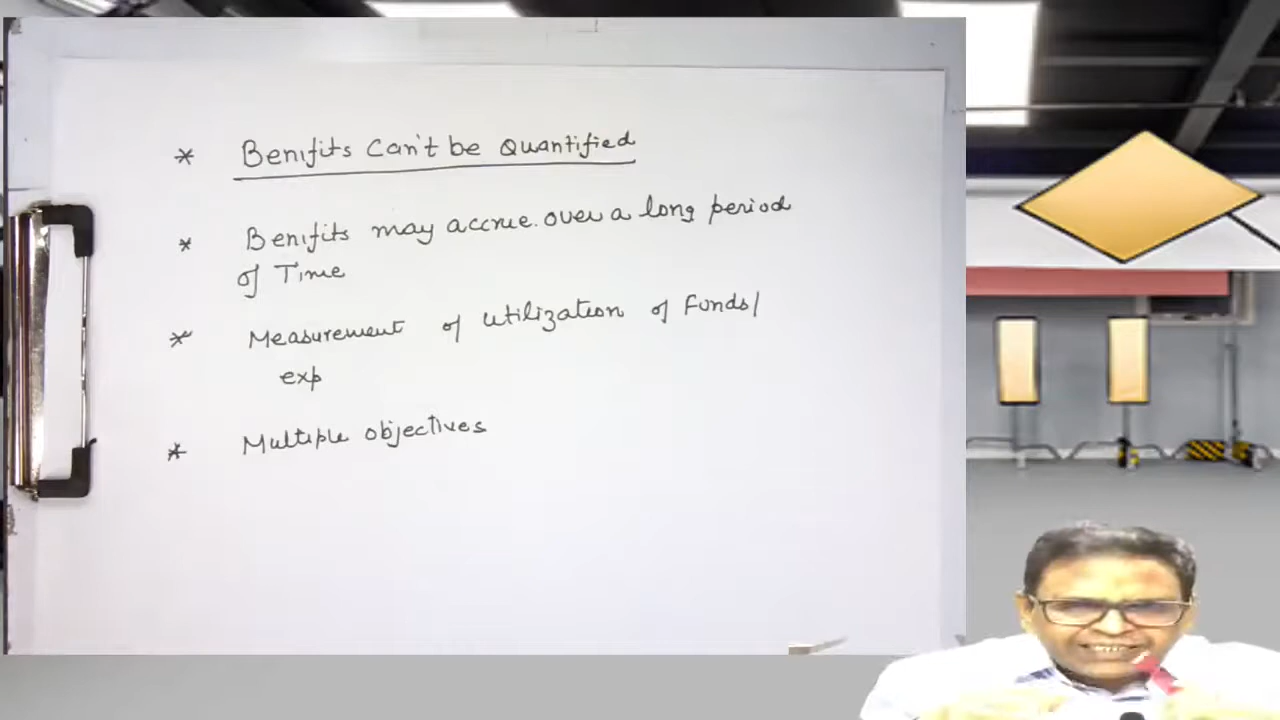 * Benifits Can't be Quantified
* Benifits may accrue over a long period
of Time
* Measurement of utilization of Funds/
exp
* Multiple objectives